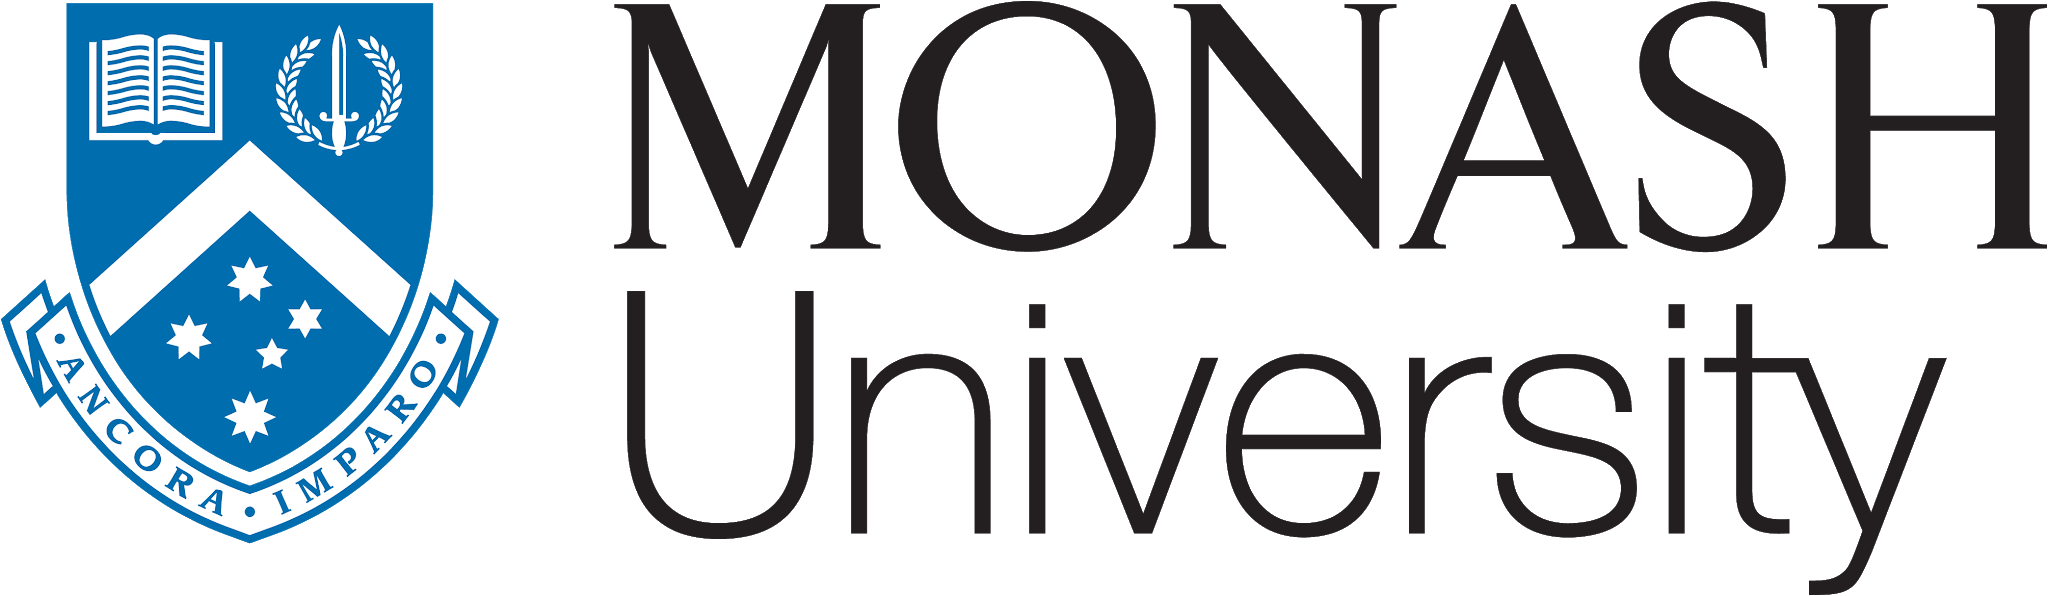 MONASH
University
· ANCORA · IMPARO ·